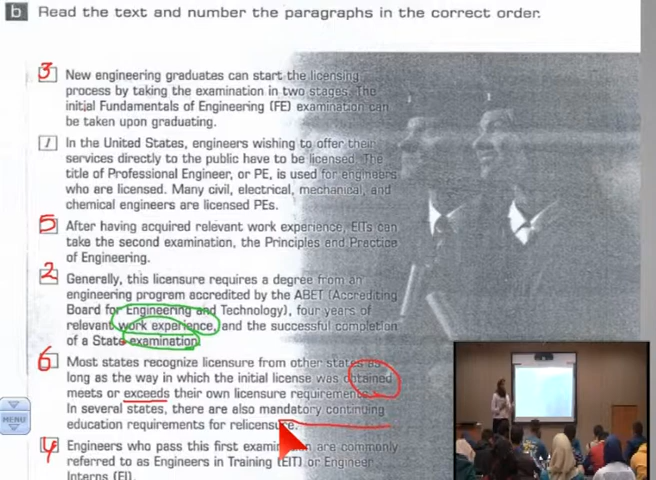 b Read the text and number the paragraphs in the correct order.
3 New engineering graduates can start the licensing
process by taking the examination in two stages. The
initial Fundamentals of Engineering (FE) examination can
be taken upon graduating.
1 In the United States, engineers wishing to offer their
services directly to the public have to be licensed. The
title of Professional Engineer, or PE, is used for engineers
who are licensed. Many civil, electrical, mechanical, and
chemical engineers are licensed PEs.
5 After having acquired relevant work experience, EITs can
take the second examination, the Principles and Practice
of Engineering.
2 Generally, this licensure requires a degree from an
engineering program accredited by the ABET (Accrediting
Board for Engineering and Technology), four years of
relevant work experience, and the successful completion
of a State examination.
6 Most states recognize licensure from other states as
long as the way in which the initial license was obtained
meets or exceeds their own licensure requirements.
In several states, there are also mandatory continuing
education requirements for relicensure.
4 Engineers who pass this first are commonly
referred to as Engineers in Training (EIT) or Engineer
Interns (EI).
MENU